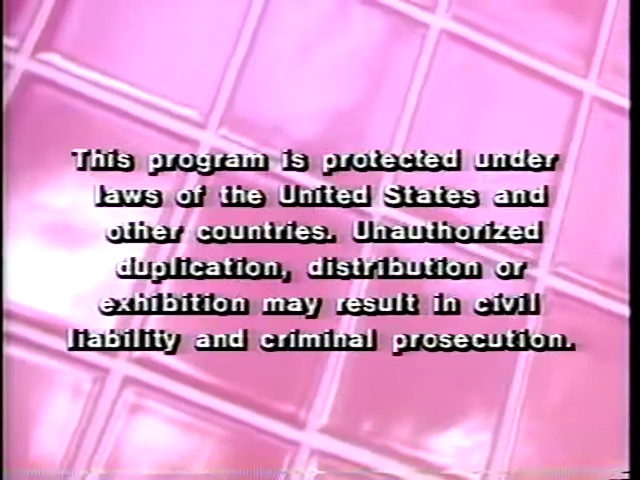 This program is protected under
laws of the United States and
other countries. Unauthorized
duplication, distribution or
exhibition may result in civil
liability and criminal prosecution.